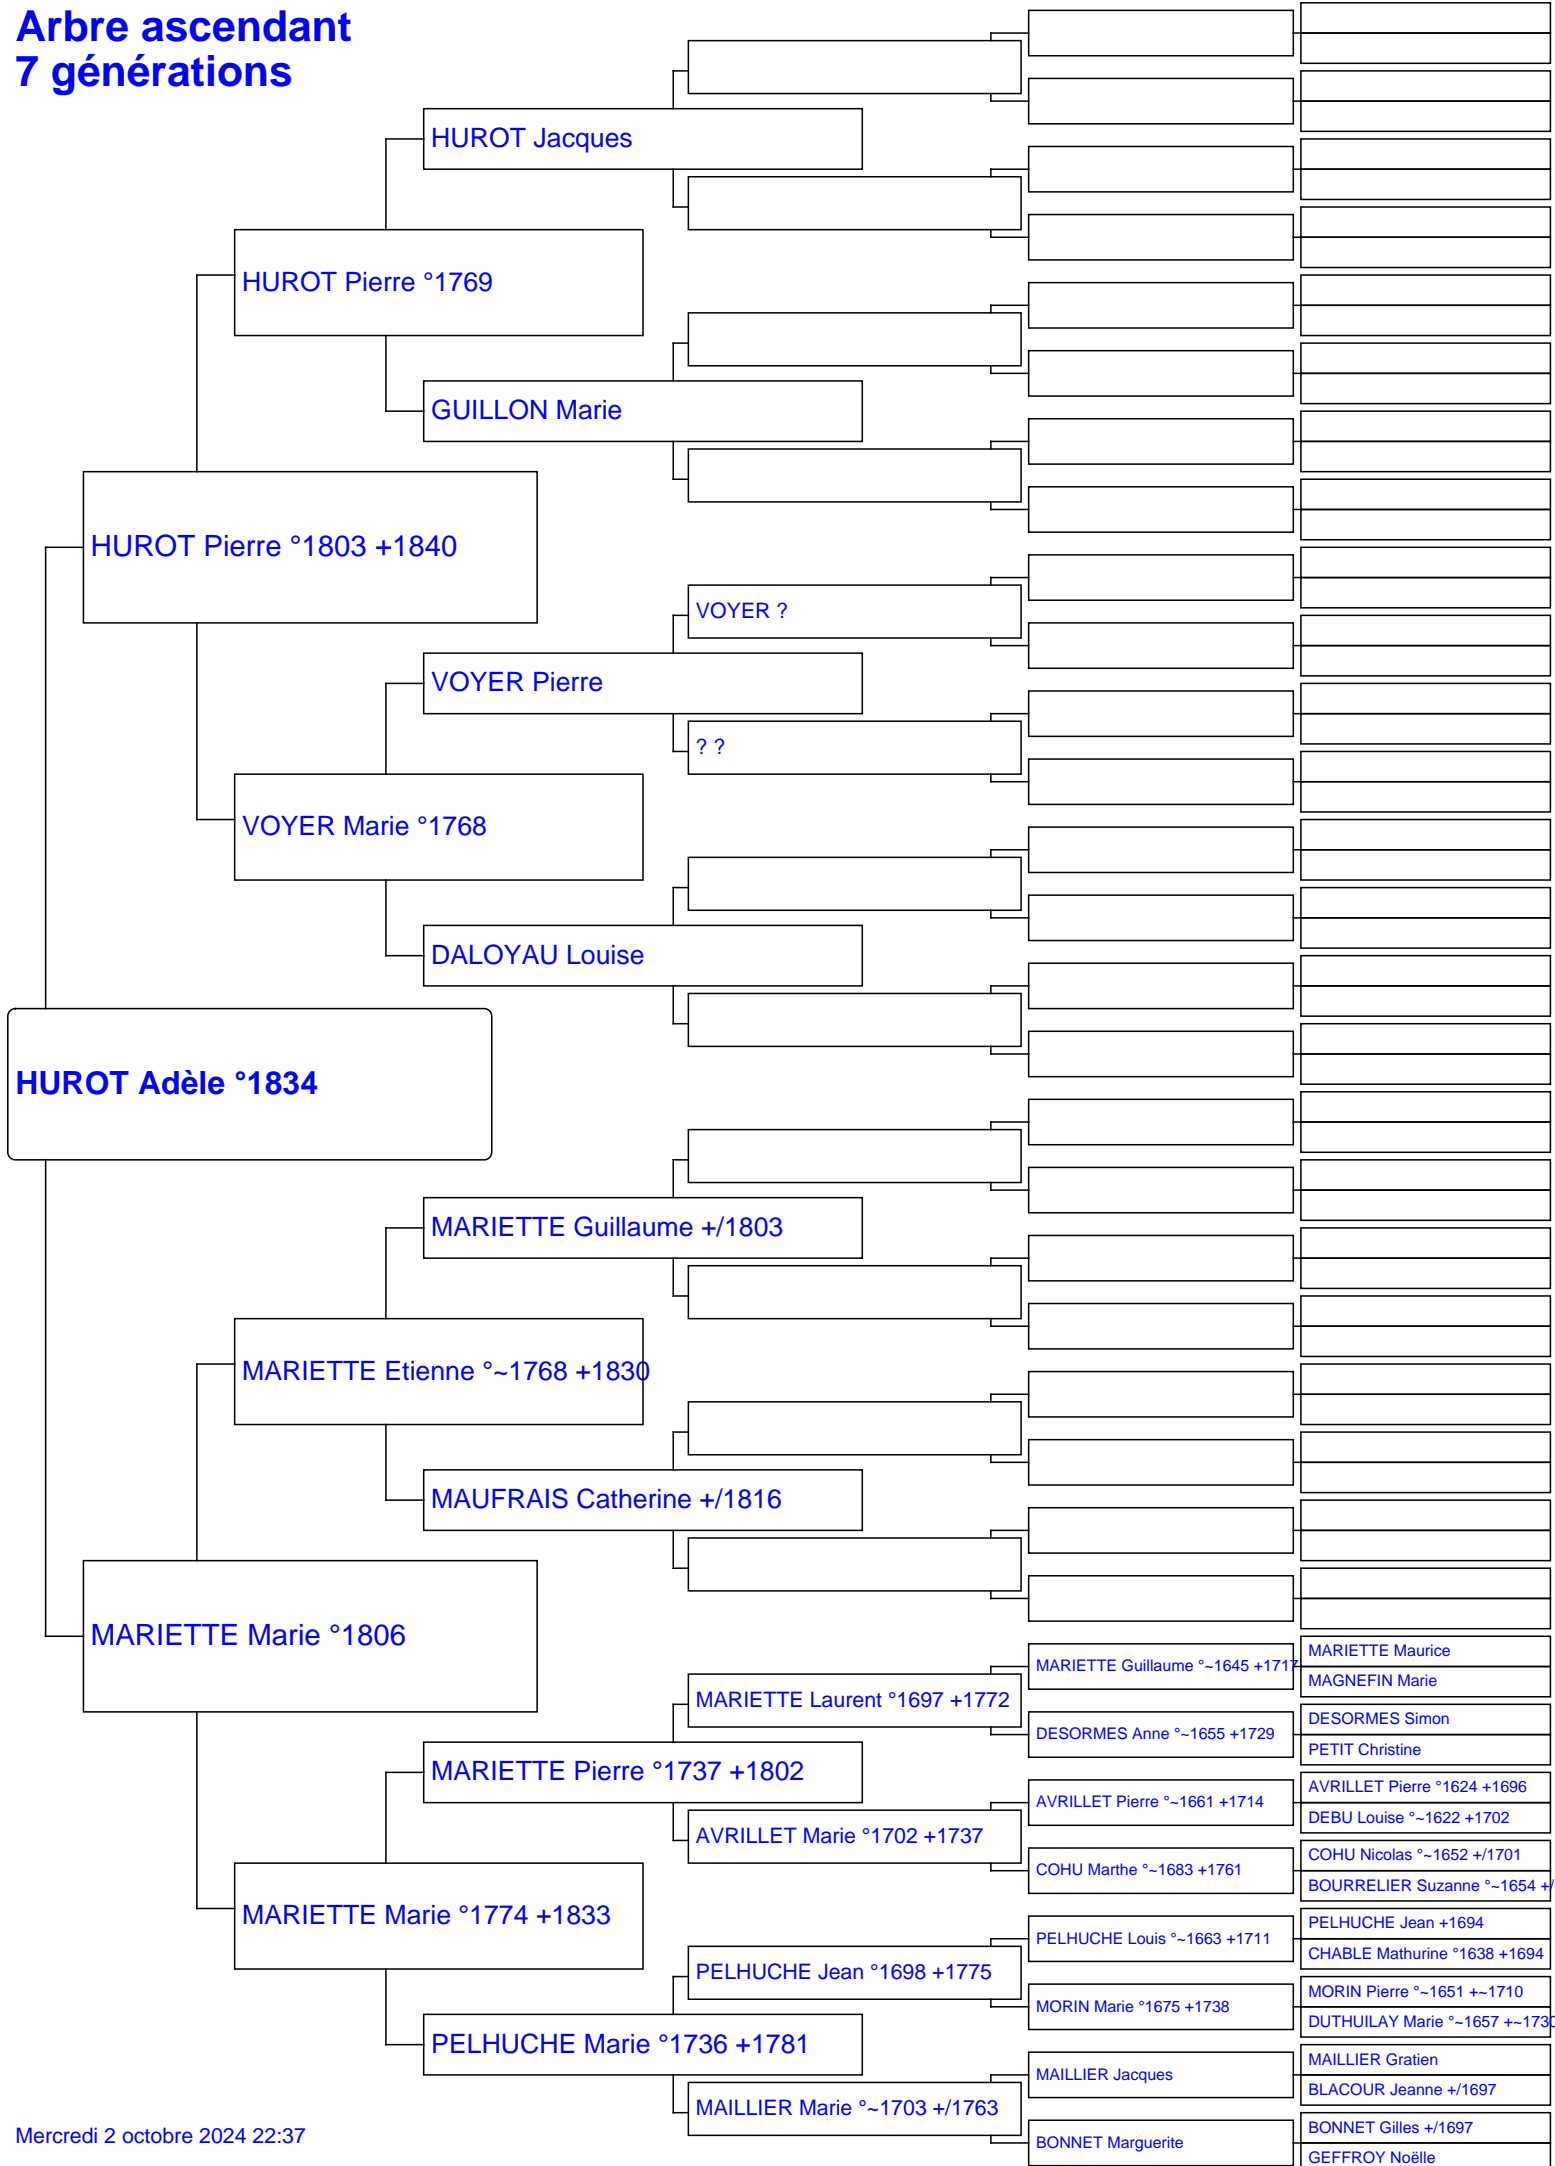 Arbre ascendant
7 générations
HUROT Jacques
HUROT Pierre °1769
GUILLON Marie
HUROT Pierre °1803 +1840
VOYER ?
VOYER Pierre
? ?
VOYER Marie °1768
DALOYAU Louise
HUROT Adèle °1834
MARIETTE Guillaume +/1803
MARIETTE Etienne °~1768 +1830
MAUFRAIS Catherine +/1816
MARIETTE Marie °1806
MARIETTE Maurice
MARIETTE Guillaume °~1645 +1717
MAGNEFIN Marie
MARIETTE Laurent °1697 +1772
DESORMES Simon
DESORMES Anne °~1655 +1729
PETIT Christine
MARIETTE Pierre °1737 +1802
AVRILLET Pierre °1624 +1696
AVRILLET Pierre °~1661 +1714
DEBU Louise °~1622 +1702
AVRILLET Marie °1702 +1737
COHU Nicolas °~1652 +/1701
COHU Marthe °~1683 +1761
BOURRELIER Suzanne °~1654 +/
MARIETTE Marie °1774 +1833
PELHUCHE Jean +1694
PELHUCHE Louis °~1663 +1711
CHABLE Mathurine °1638 +1694
PELHUCHE Jean °1698 +1775
MORIN Pierre °~1651 +~1710
MORIN Marie °1675 +1738
DUTHUILAY Marie °~1657 +~1730
PELHUCHE Marie °1736 +1781
MAILLIER Gratien
MAILLIER Jacques
BLACOUR Jeanne +/1697
MAILLIER Marie °~1703 +/1763
BONNET Gilles +/1697
BONNET Marguerite
GEFFROY Noëlle
Mercredi 2 octobre 2024 22:37